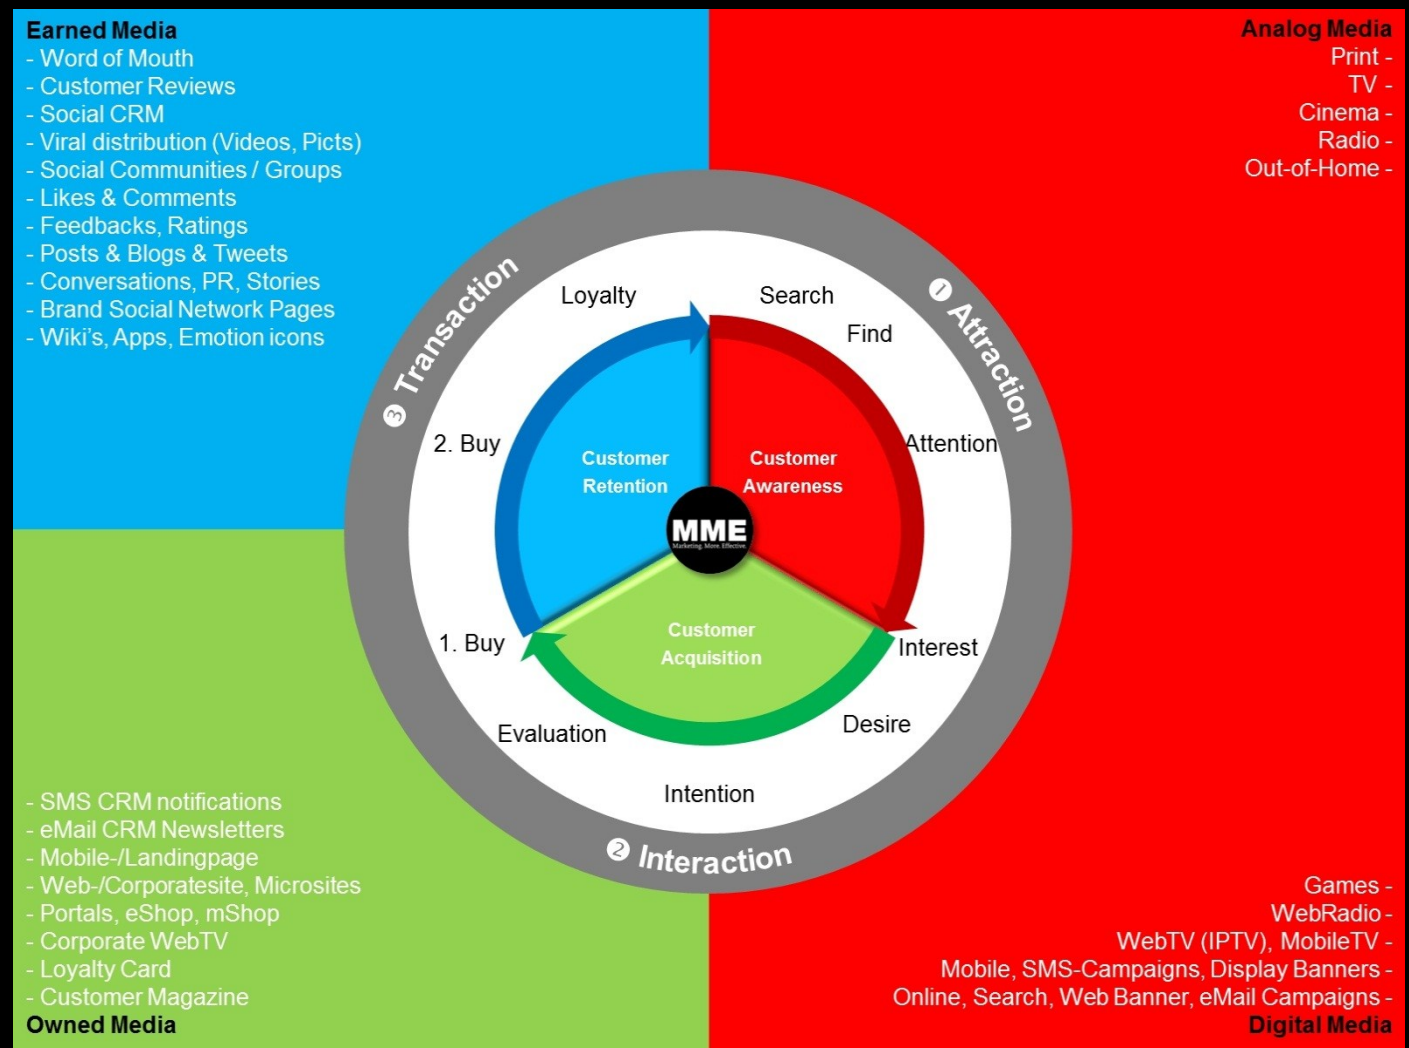 Earned Media
- Word of Mouth
- Customer Reviews
- Social CRM
- Viral distribution (Videos, Picts)
- Social Communities / Groups
- Likes & Comments
- Feedbacks, Ratings
- Posts & Blogs & Tweets
- Conversations, PR, Stories
- Brand Social Network Pages
- Wiki's, Apps, Emotion icons
Analog Media
Print -
TV -
Cinema -
Radio -
Out-of-Home -
❶ Attraction
❷ Interaction
❸ Transaction
Search
Find
Attention
Interest
Desire
Intention
Evaluation
1. Buy
2. Buy
Loyalty
Customer
Awareness
Customer
Acquisition
Customer
Retention
MME
Marketing. More. Effective.
- SMS CRM notifications
- eMail CRM Newsletters
- Mobile-/Landingpage
- Web-/Corporatesite, Microsites
- Portals, eShop, mShop
- Corporate WebTV
- Loyalty Card
- Customer Magazine
Owned Media
Games -
WebRadio -
WebTV (IPTV), MobileTV -
Mobile, SMS-Campaigns, Display Banners -
Online, Search, Web Banner, eMail Campaigns -
Digital Media